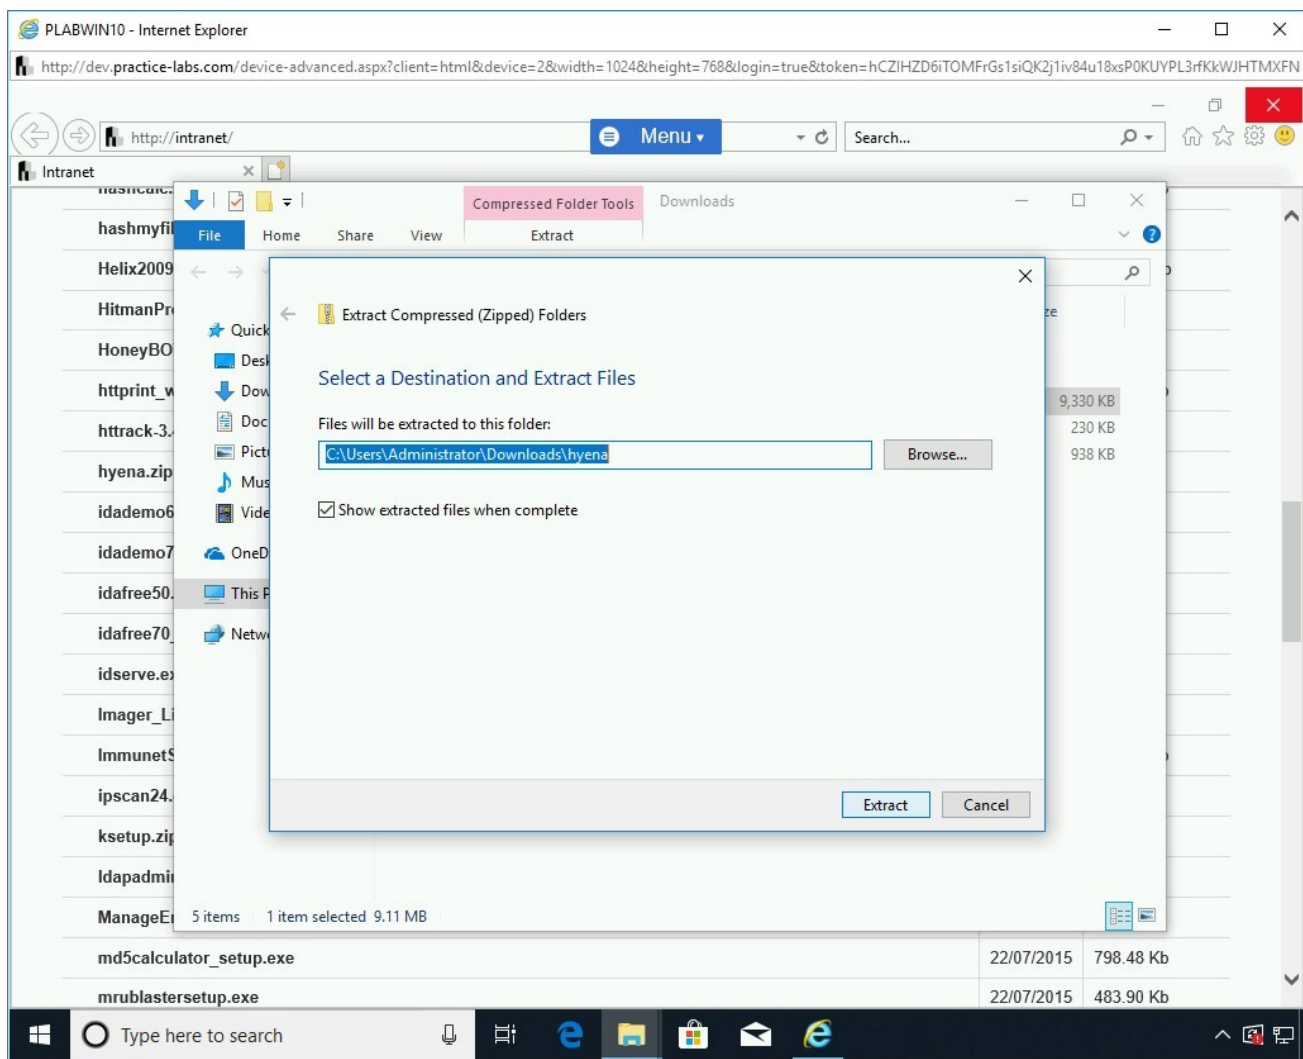 PLABWIN10 - Internet Explorer
http://dev.practice-labs.com/device-advanced.aspx?client=html&device=2&width=1024&height=768&login=true&token=hCZIHZD6iTOMFrGs1siQK2j1iv84u18xsP0KUYPL3rfKkWJHTMXFN
http://intranet/
Menu
Search...
Intranet
Compressed Folder Tools
Downloads
File
Home
Share
View
Extract
hashmyfil
Helix2009
HitmanPro
HoneyBO
httprint_w
httrack-3.
hyena.zip
idademo6
idademo7
idafree50.
idafree70_
idserve.ex
Imager_Li
ImmunetS
ipscan24.
ksetup.zip
ldapadmi
ManageE
Quick
Desk
Dow
Doc
Pict
Mus
Vide
OneD
This P
Netw
Extract Compressed (Zipped) Folders
Select a Destination and Extract Files
Files will be extracted to this folder:
C:\Users\Administrator\Downloads\hyena
Browse...
Show extracted files when complete
Extract
Cancel
ze
9,330 KB
230 KB
938 KB
5 items
1 item selected 9.11 MB
md5calculator_setup.exe 22/07/2015 798.48 Kb
mrublastersetup.exe 22/07/2015 483.90 Kb
Type here to search